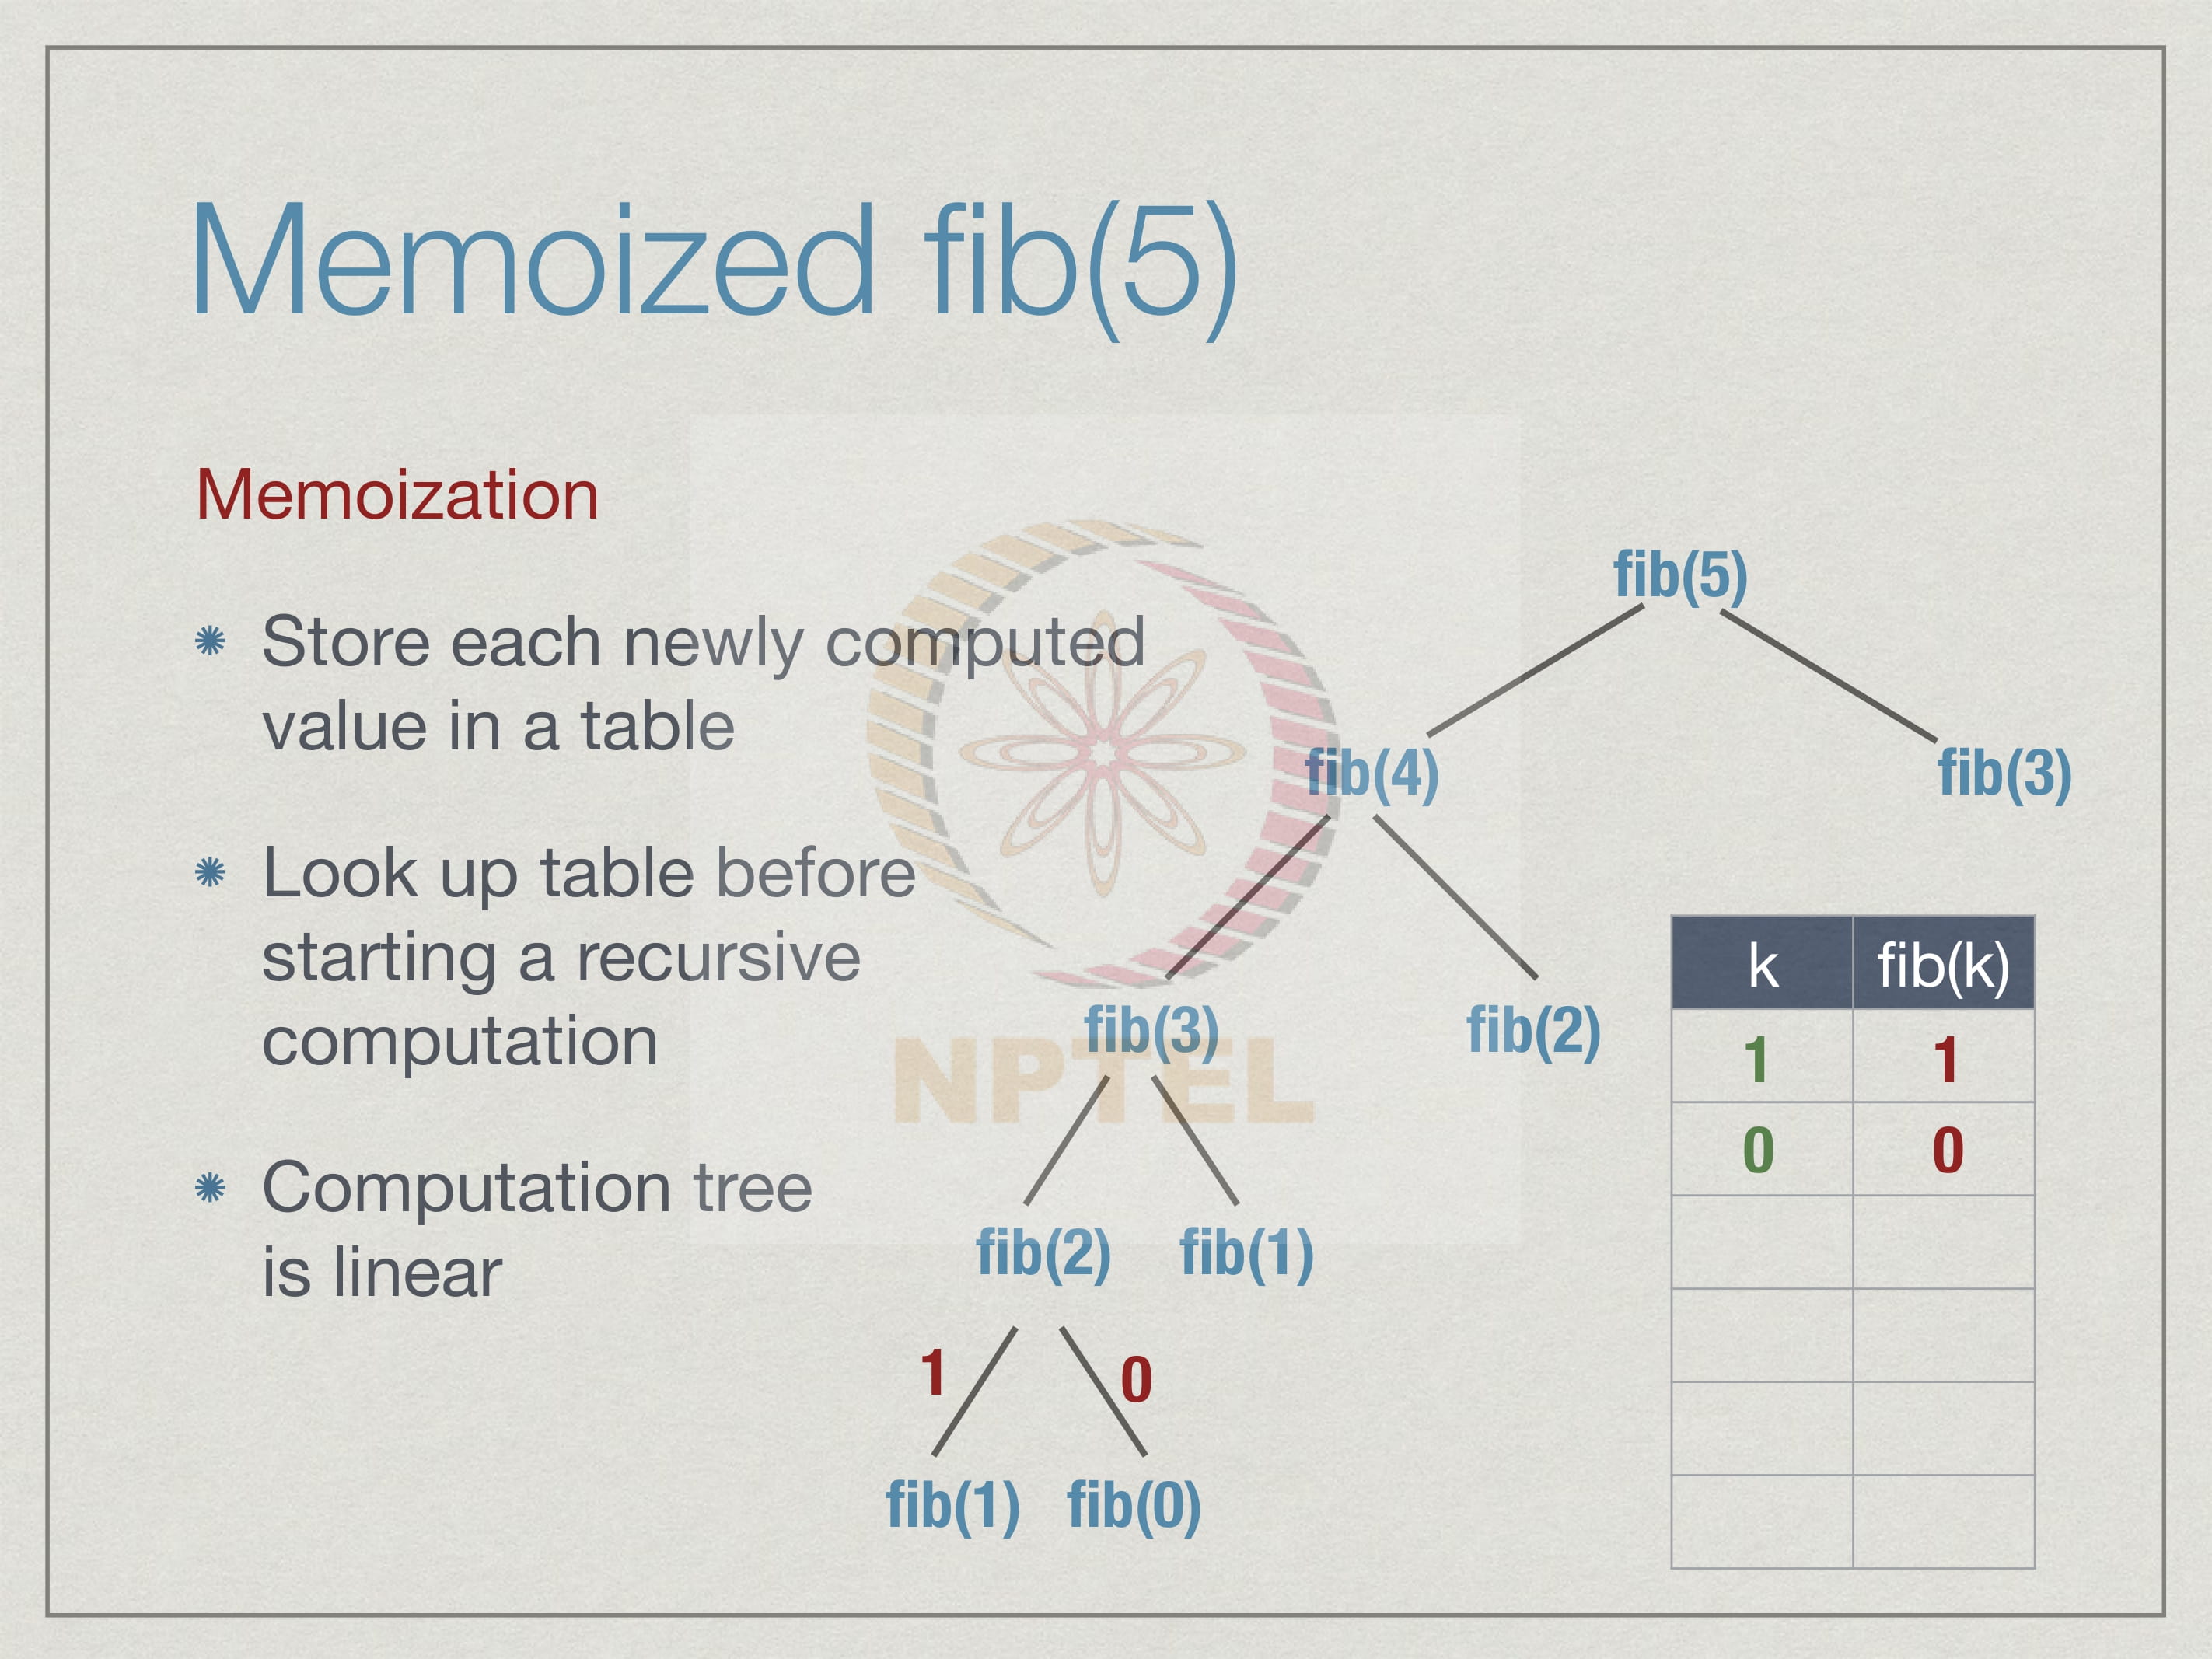 Memoized fib(5)
Memoization
Store each newly computed
value in a table
Look up table before
starting a recursive
computation
Computation tree
is linear
fib(5)
fib(4)
fib(3)
fib(3)
fib(2)
fib(2)
fib(1)
1
0
fib(1)
fib(0)
k fib(k)
1 1
0 0
NPTEL